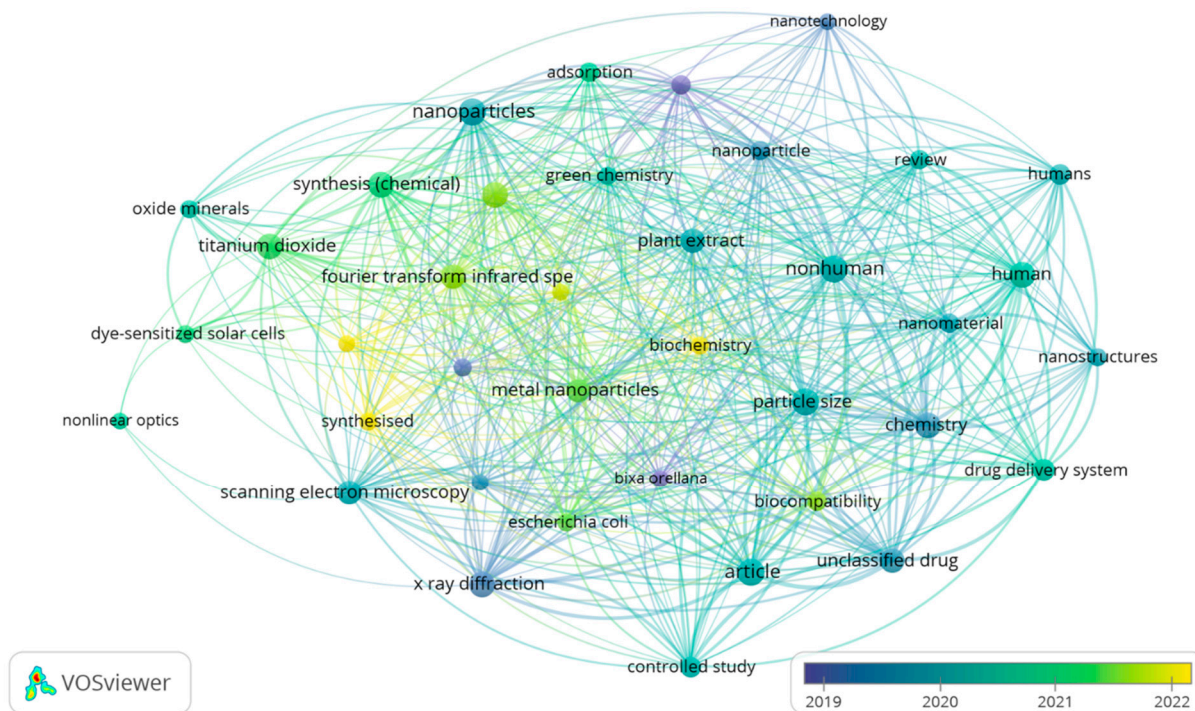 nanotechnology
adsorption
nanoparticles
nanoparticle
review
humans
green chemistry
synthesis (chemical)
oxide minerals
titanium dioxide
plant extract
nonhuman
human
fourier transform infrared spe
nanomaterial
dye-sensitized solar cells
biochemistry
nanostructures
metal nanoparticles
particle size
synthesised
nonlinear optics
chemistry
drug delivery system
bixa orellana
scanning electron microscopy
biocompatibility
escherichia coli
unclassified drug
article
x ray diffraction
controlled study
VOSviewer
2019 2020 2021 2022